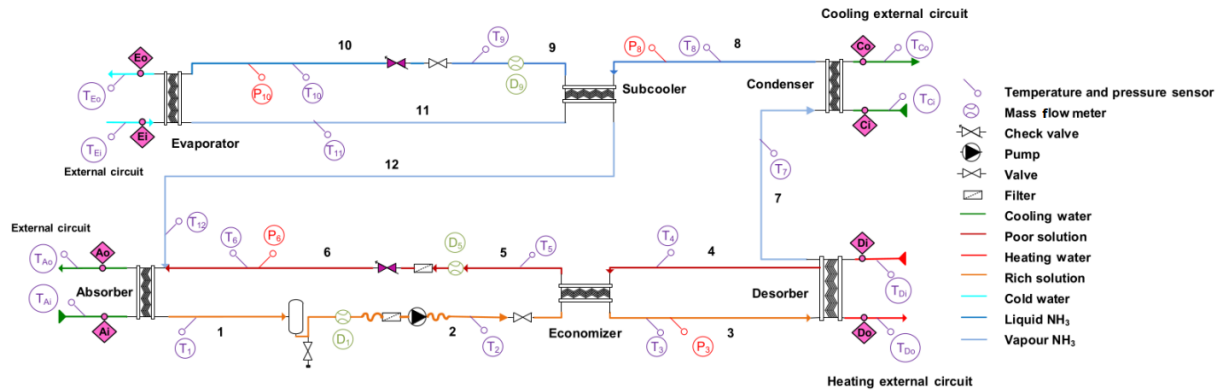 Cooling external circuit
10
9
8
Eo
T9
P8
T8
Co
TCo
TEo
P10
T10
D9
Subcooler
Condenser
TCi
Ci
Ei
TEi
Evaporator
11
T11
External circuit
12
T7
7
Temperature and pressure sensor
Mass flow meter
Check valve
Pump
Valve
Filter
Cooling water
Poor solution
Heating water
Rich solution
Cold water
Liquid NH3
Vapour NH3
External circuit
T12
T6
P6
D5
T5
T4
Ao
TAo
6
5
4
Di
TDi
Absorber
Desorber
TAi
Ai
T1
1
D1
2
T2
Economizer
T3
P3
3
Do
TDo
Heating external circuit